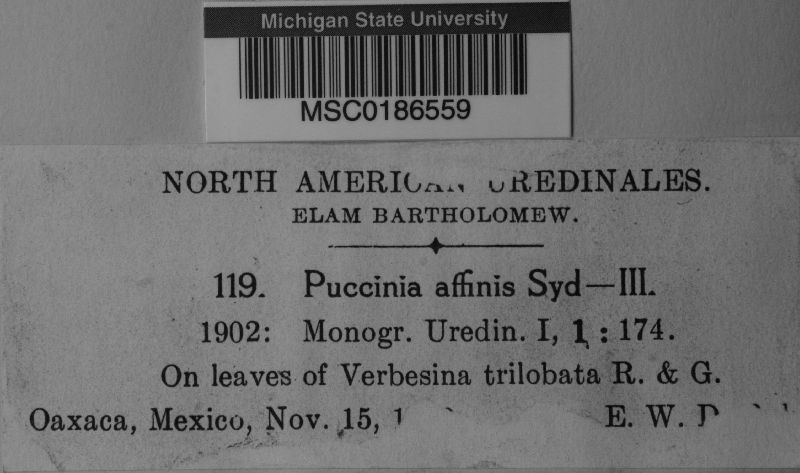 Michigan State University
MSC0186559
NORTH AMERICAN UREDINALES.
ELAM BARTHOLOMEW.
119. Puccinia affinis Syd—III.
1902: Monogr. Uredin. I, 1 : 174.
On leaves of Verbesina trilobata R. & G.
Oaxaca, Mexico, Nov. 15, E. W.